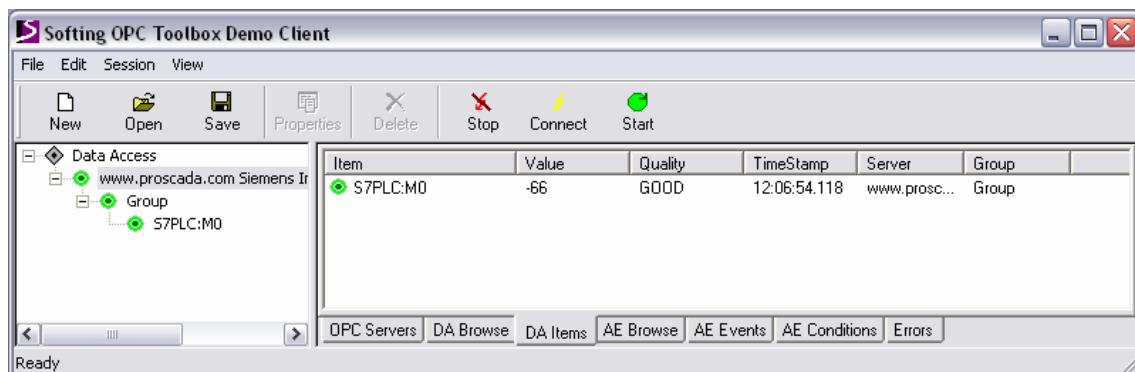 Softing OPC Toolbox Demo Client
File Edit Session View
New Open Save Properties Delete Stop Connect Start
Data Access
www.proscada.com Siemens Ir
Group
S7PLC:M0
Item Value Quality TimeStamp Server Group
S7PLC:M0 -66 GOOD 12:06:54.118 www.prosc... Group
OPC Servers DA Browse DA Items AE Browse AE Events AE Conditions Errors
Ready